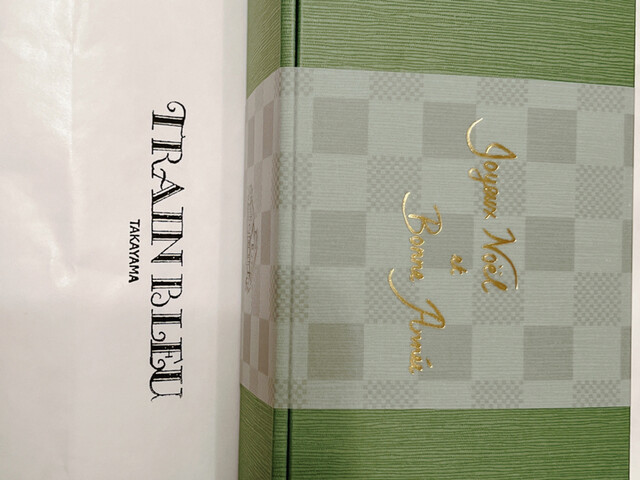 TRAIN BLEU
TAKAYAMA
Joyeux Noël
et
Bonne Année